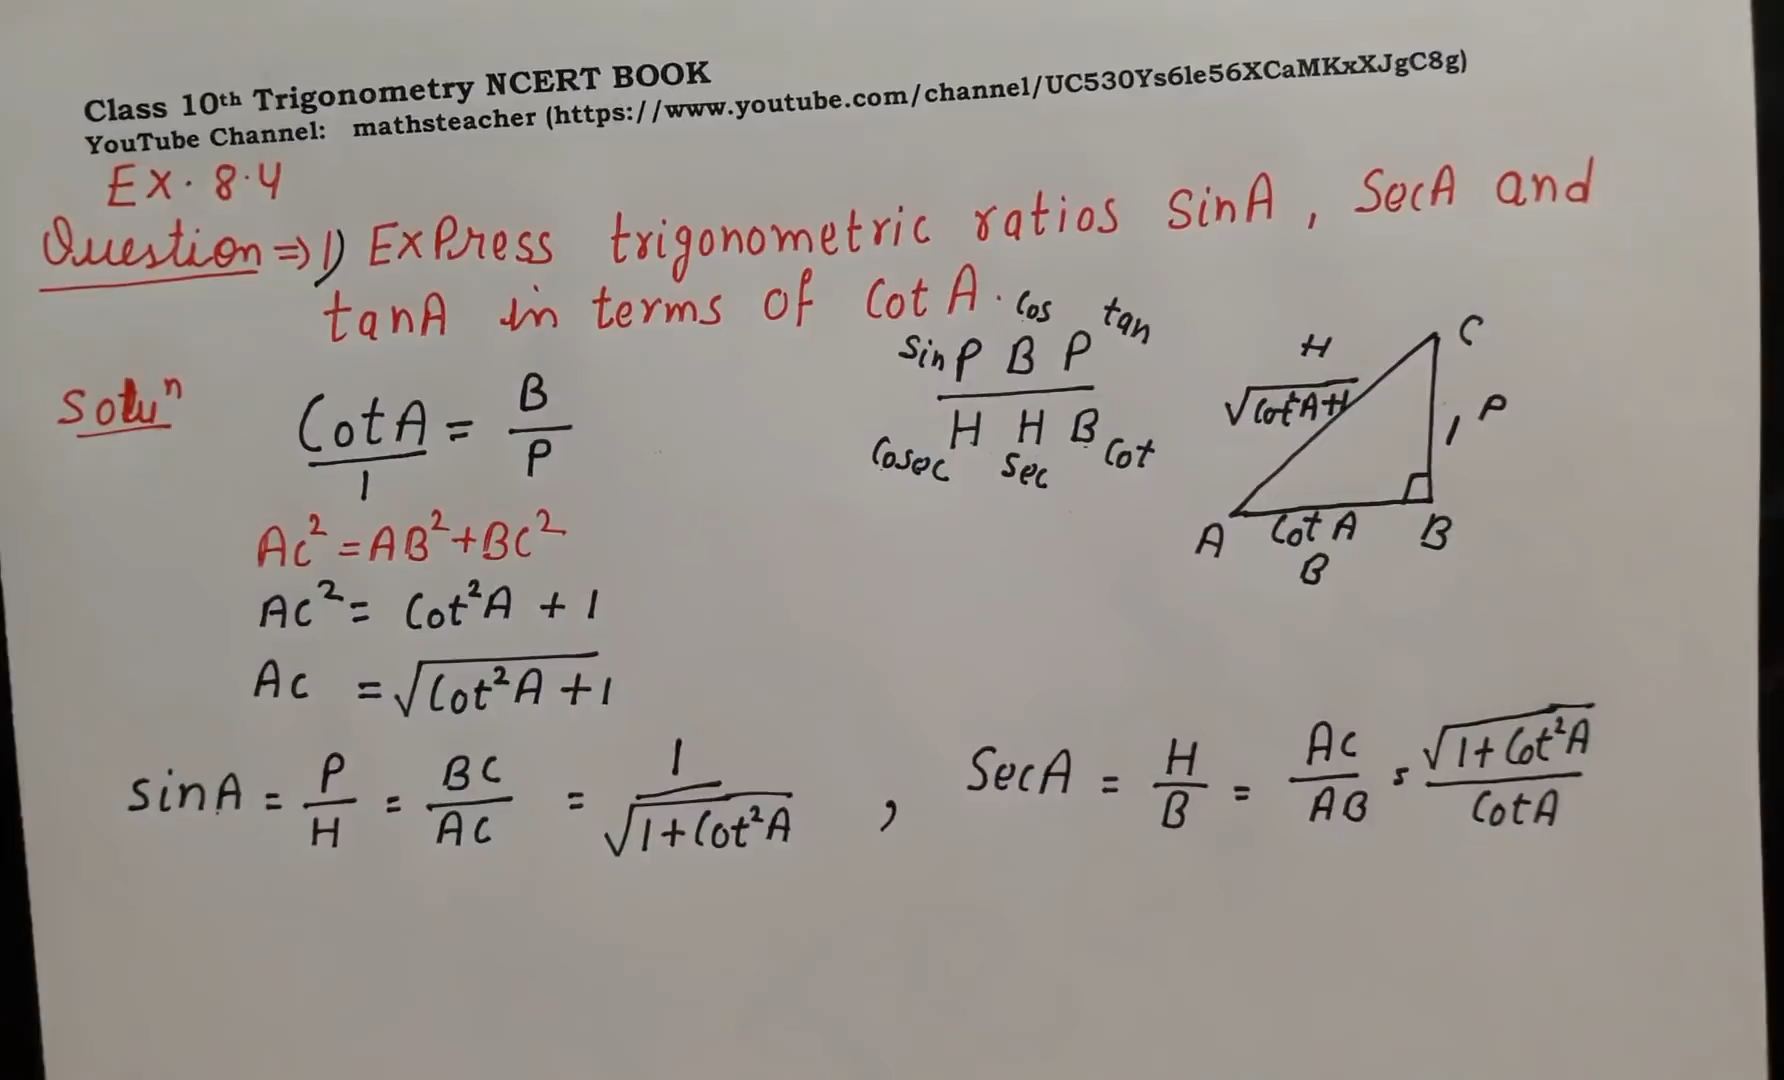 Class 10th Trigonometry NCERT BOOK
YouTube Channel: mathsteacher (https://www.youtube.com/channel/UC530Ys6le56XCaMKxXJgC8g)
Ex. 8.4
Question ⇒ 1) Express trigonometric ratios SinA, SecA and
tanA in terms of Cot A.
Cos tan
Sin P B P
H H B
Cosec Sec Cot
H C
√Cot²A+1
1 P
A Cot A B
B
Solun
CotA/1 = B/P
AC² = AB² + BC²
AC² = Cot²A + 1
AC = √Cot²A + 1
sinA = P/H = BC/AC = 1/√1+Cot²A , SecA = H/B = AC/AB = √1+Cot²A/CotA